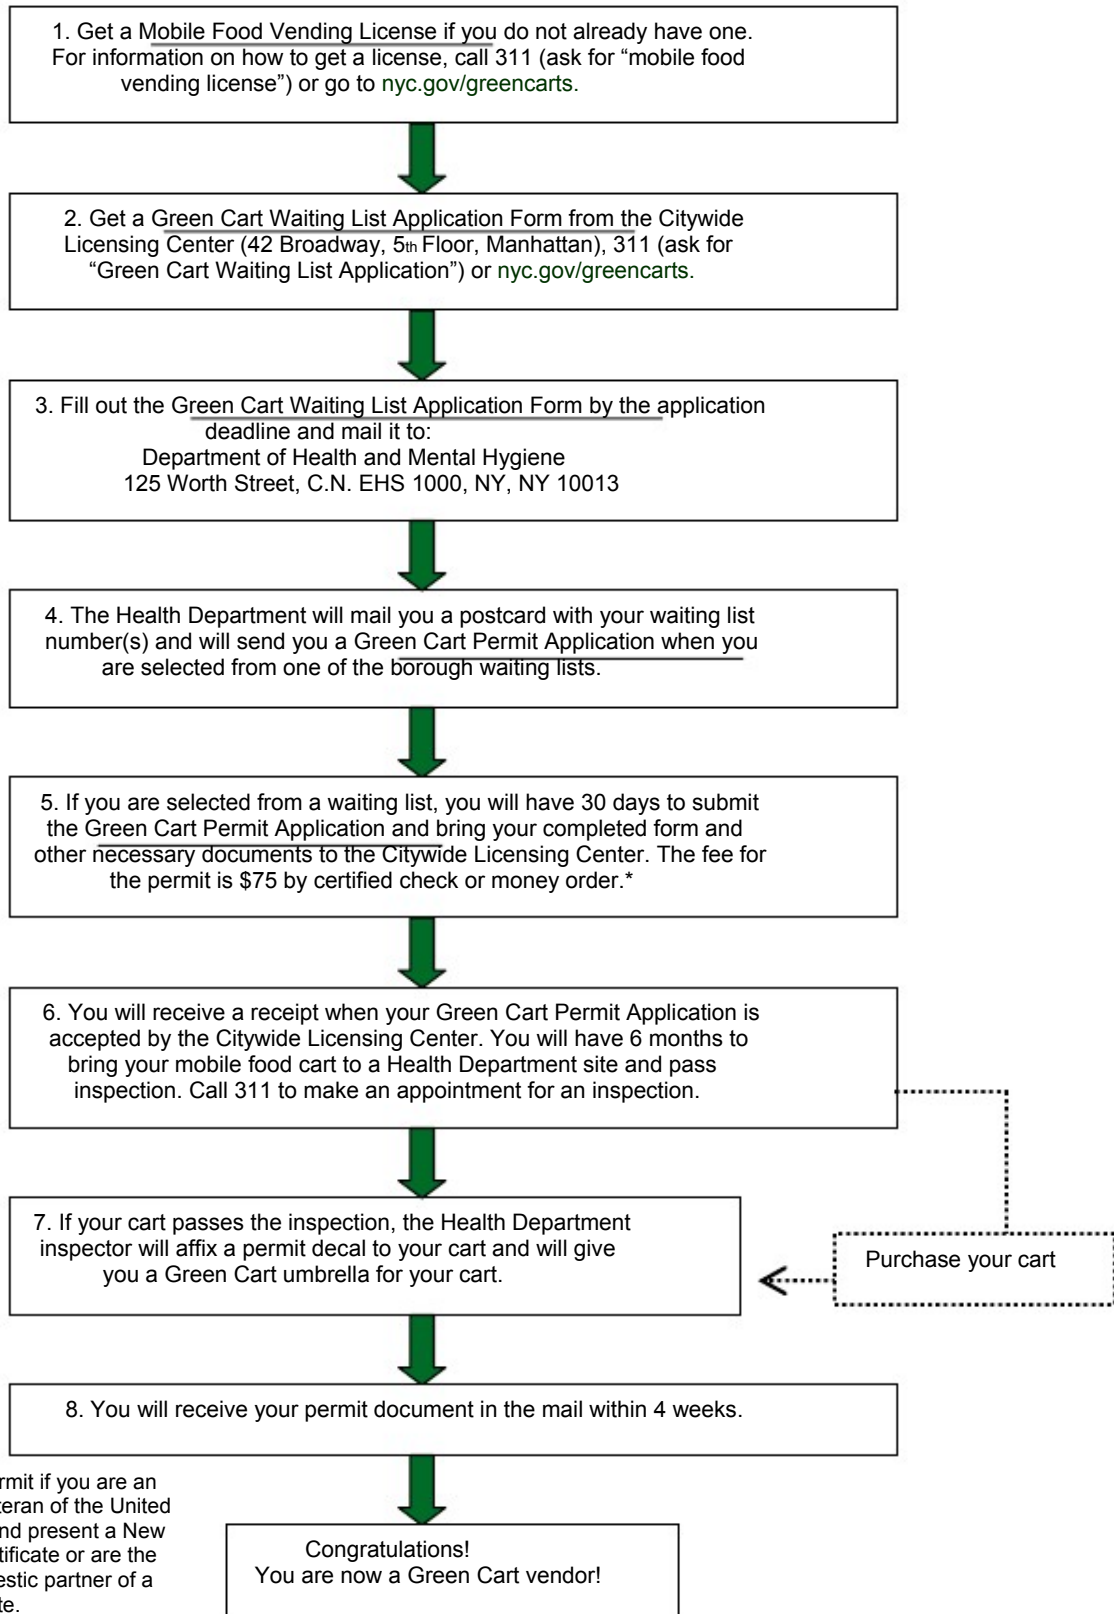 1. Get a Mobile Food Vending License if you do not already have one.
For information on how to get a license, call 311 (ask for “mobile food
vending license”) or go to nyc.gov/greencarts.
2. Get a Green Cart Waiting List Application Form from the Citywide
Licensing Center (42 Broadway, 5th Floor, Manhattan), 311 (ask for
“Green Cart Waiting List Application”) or nyc.gov/greencarts.
3. Fill out the Green Cart Waiting List Application Form by the application
deadline and mail it to:
Department of Health and Mental Hygiene
125 Worth Street, C.N. EHS 1000, NY, NY 10013
4. The Health Department will mail you a postcard with your waiting list
number(s) and will send you a Green Cart Permit Application when you
are selected from one of the borough waiting lists.
5. If you are selected from a waiting list, you will have 30 days to submit
the Green Cart Permit Application and bring your completed form and
other necessary documents to the Citywide Licensing Center. The fee for
the permit is $75 by certified check or money order.*
6. You will receive a receipt when your Green Cart Permit Application is
accepted by the Citywide Licensing Center. You will have 6 months to
bring your mobile food cart to a Health Department site and pass
inspection. Call 311 to make an appointment for an inspection.
Purchase your cart
7. If your cart passes the inspection, the Health Department
inspector will affix a permit decal to your cart and will give
you a Green Cart umbrella for your cart.
8. You will receive your permit document in the mail within 4 weeks.
rmit if you are an
teran of the United
nd present a New
tificate or are the
estic partner of a
te.
Congratulations!
You are now a Green Cart vendor!